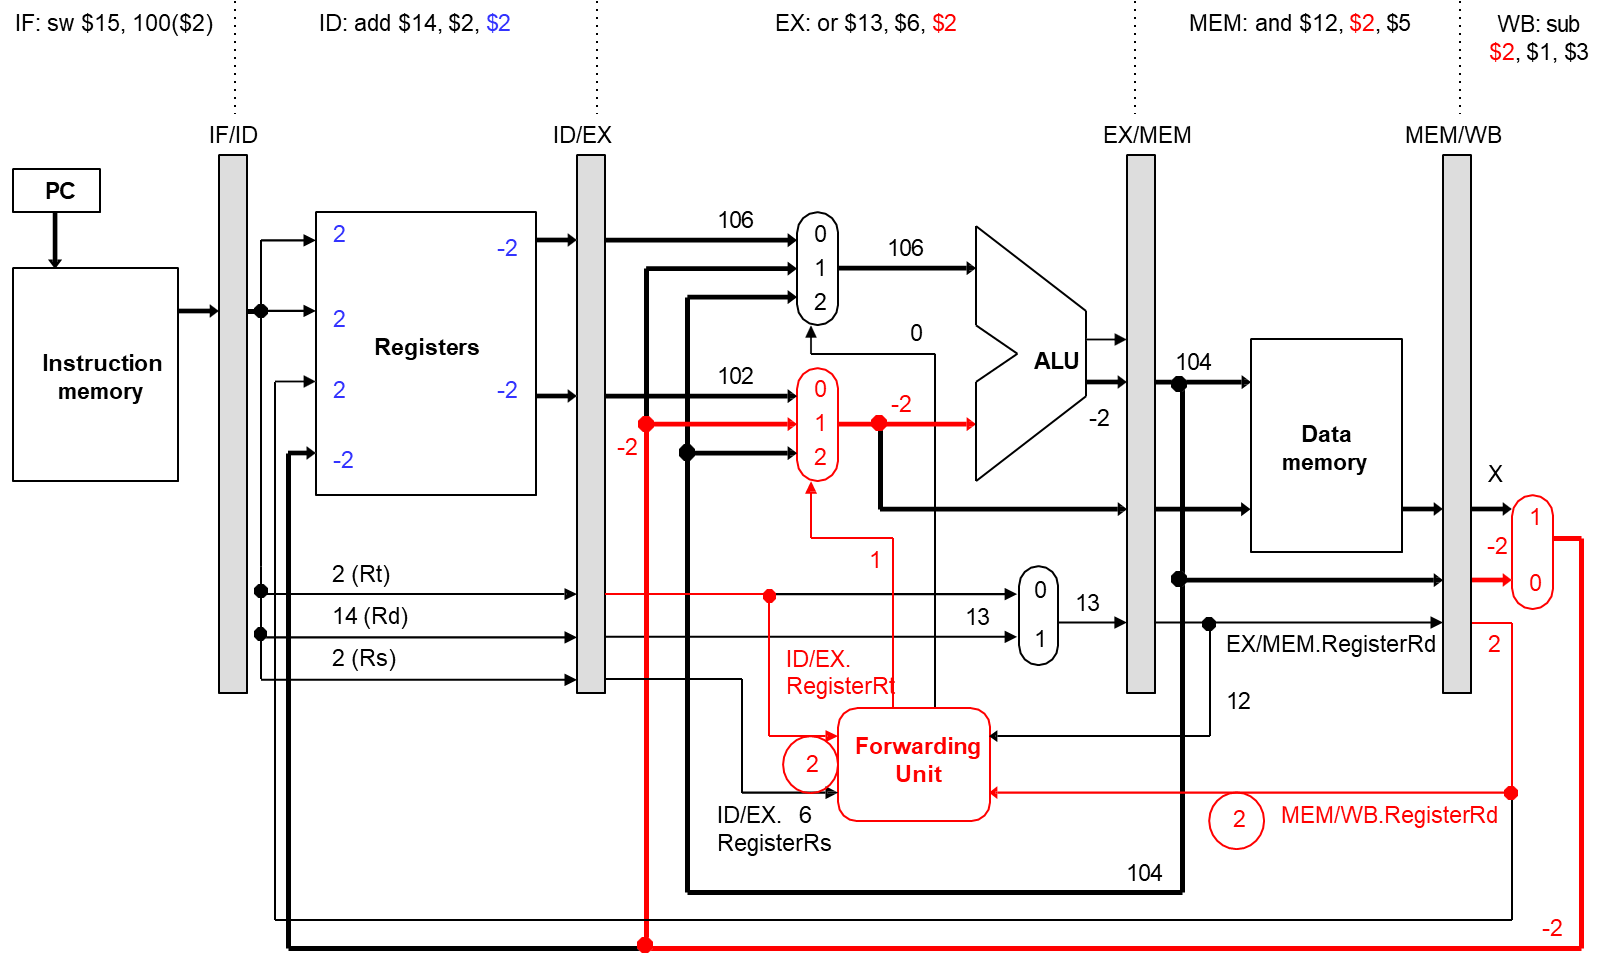 IF: sw $15, 100($2)
ID: add $14, $2, $2
EX: or $13, $6, $2
MEM: and $12, $2, $5
WB: sub
$2, $1, $3
IF/ID
ID/EX
EX/MEM
MEM/WB
PC
Instruction
memory
2
2
2
-2
-2
-2
Registers
106
102
-2
0
1
2
0
1
2
106
0
-2
1
ALU
-2
104
Data
memory
X
-2
1
0
2 (Rt)
14 (Rd)
2 (Rs)
13
0
1
13
EX/MEM.RegisterRd
2
ID/EX.
RegisterRt
12
Forwarding
Unit
2
ID/EX. 6
RegisterRs
2
MEM/WB.RegisterRd
104
-2